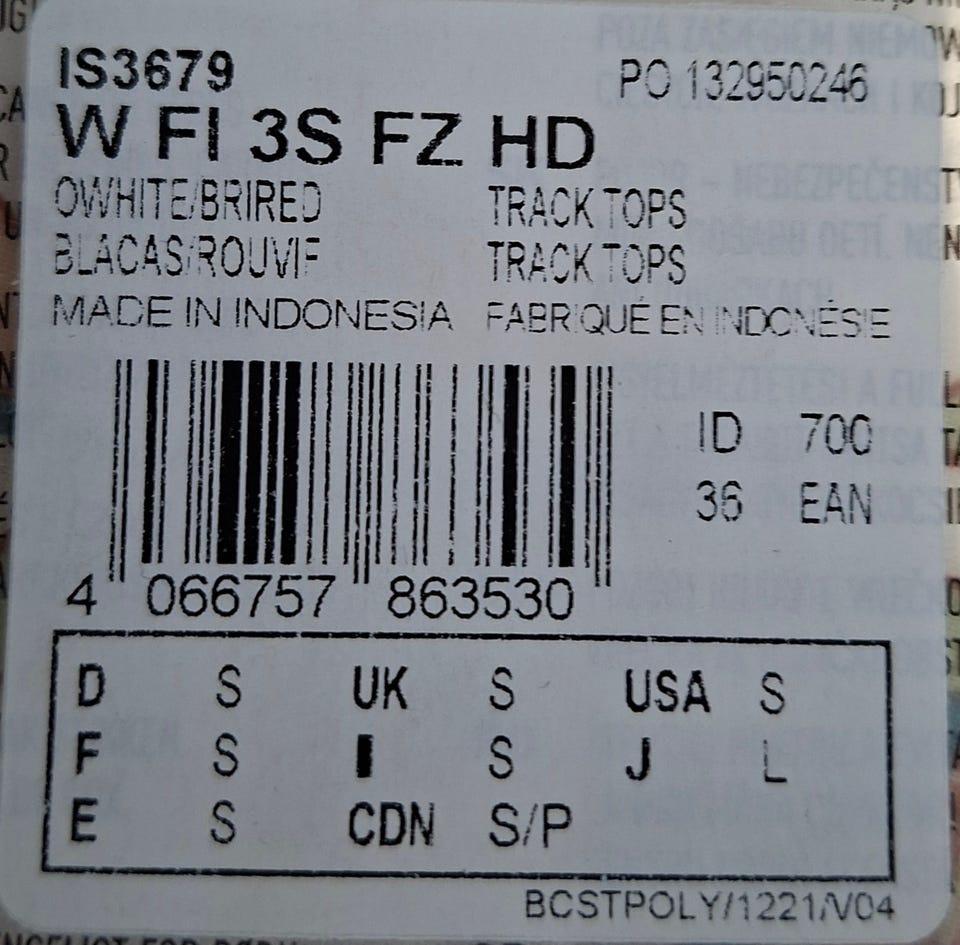 IS3679 PO 132950246
W FI 3S FZ HD
OWHITE/BRIRED TRACK TOPS
BLACAS/ROUVIF TRACK TOPS
MADE IN INDONESIA FABRIQUÉ EN INDONÉSIE
ID 700
36 EAN
4 066757 863530
D S UK S USA S
F S I S J L
E S CDN S/P
BCSTPOLY/1221/V04